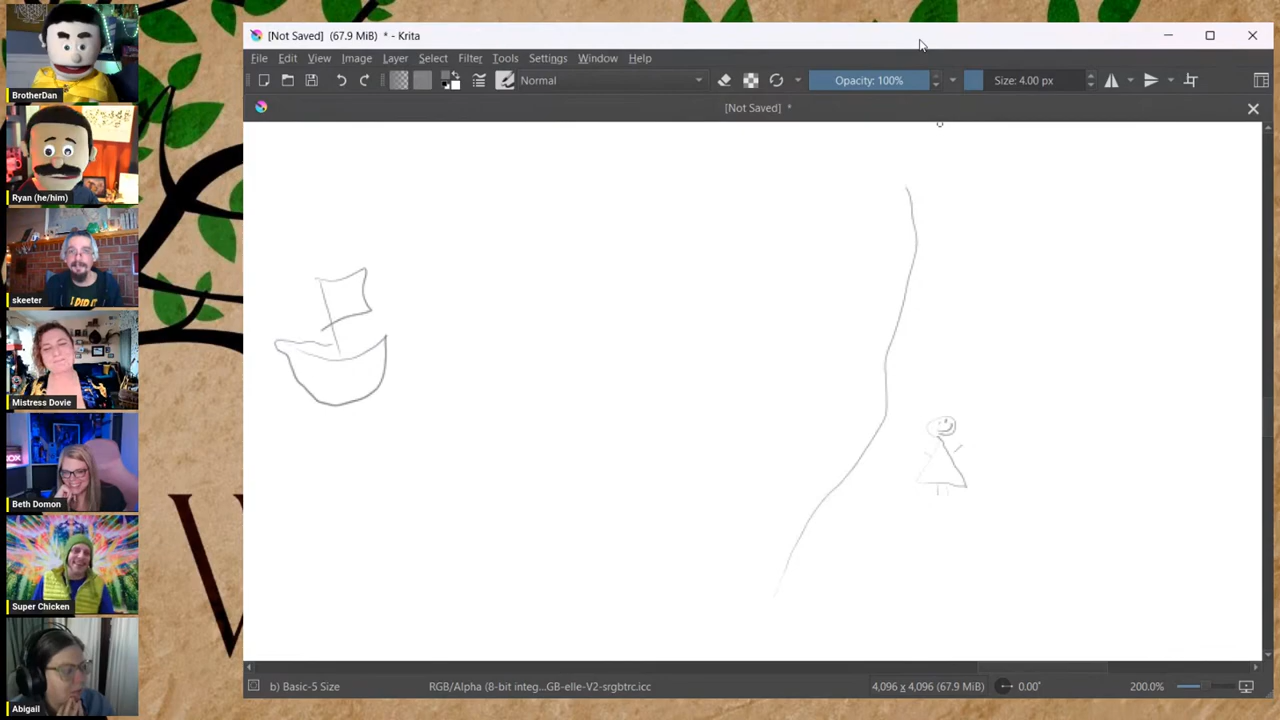 BrotherDan
Ryan (he/him)
skeeter
I DID IT
Mistress Dovie
Beth Domon
Super Chicken
Abigail
[Not Saved] (67.9 MiB) * - Krita
File Edit View Image Layer Select Filter Tools Settings Window Help
Normal Opacity: 100% Size: 4.00 px
[Not Saved] *
b) Basic-5 Size RGB/Alpha (8-bit integ...GB-elle-V2-srgbtrc.icc 4,096 x 4,096 (67.9 MiB) 0.00° 200.0%